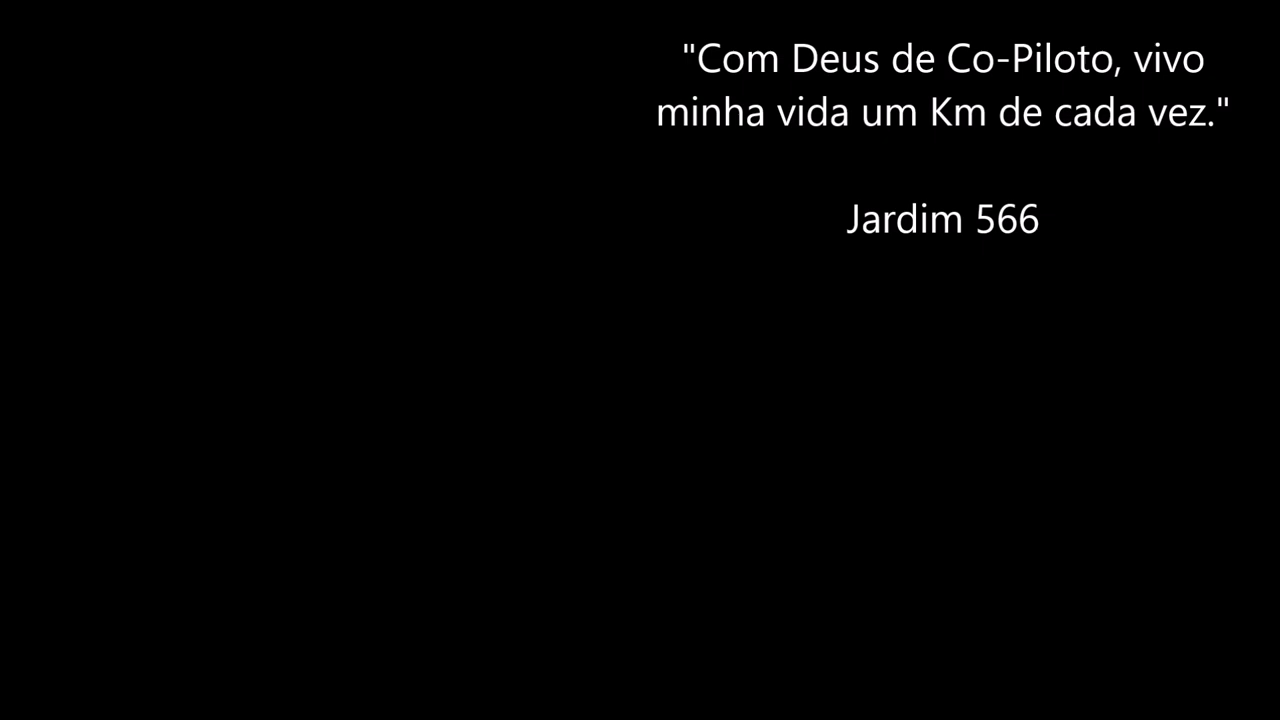 "Com Deus de Co-Piloto, vivo
minha vida um Km de cada vez."
Jardim 566